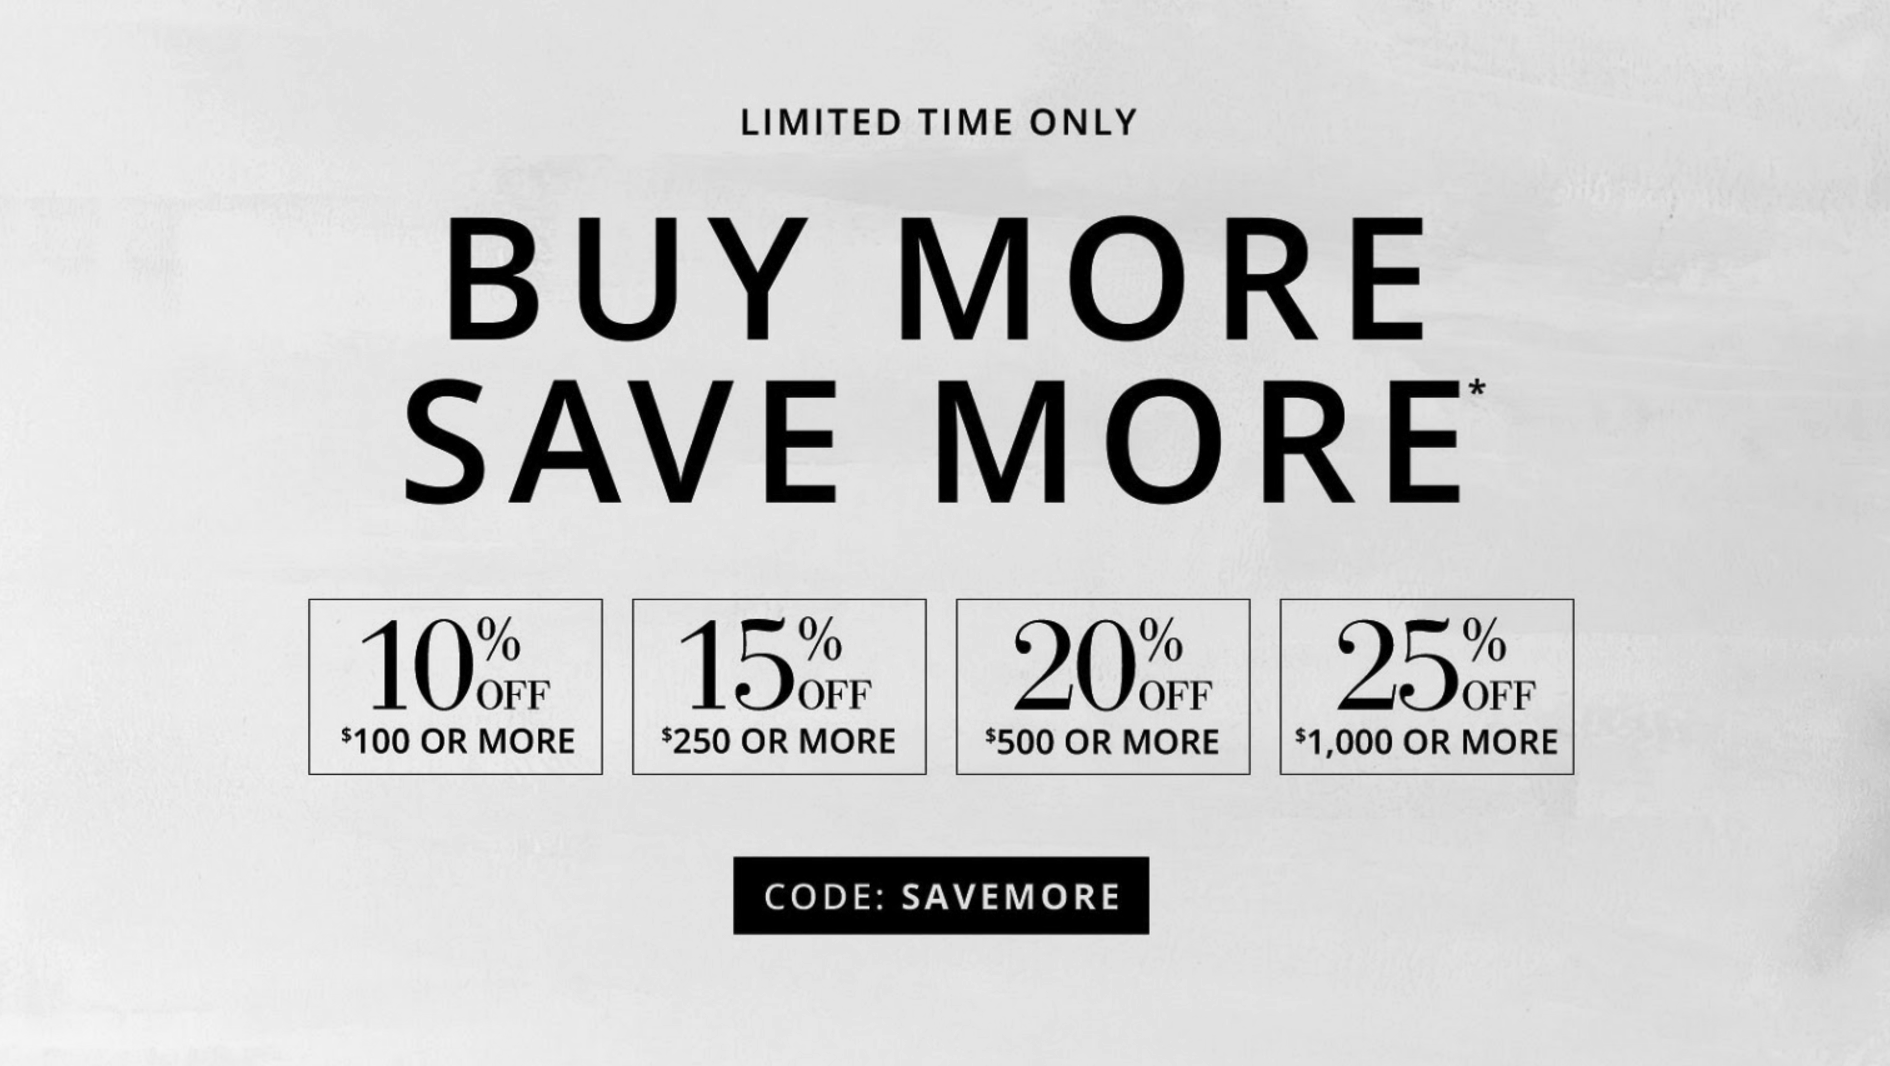 LIMITED TIME ONLY
BUY MORE
SAVE MORE*
10% OFF
$100 OR MORE
15% OFF
$250 OR MORE
20% OFF
$500 OR MORE
25% OFF
$1,000 OR MORE
CODE: SAVEMORE